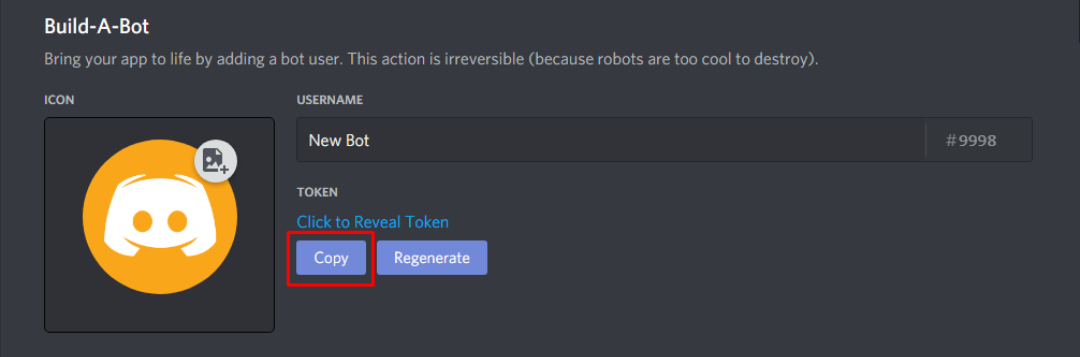 Build-A-Bot
Bring your app to life by adding a bot user. This action is irreversible (because robots are too cool to destroy).
ICON
USERNAME
New Bot
#9998
TOKEN
Click to Reveal Token
Copy
Regenerate